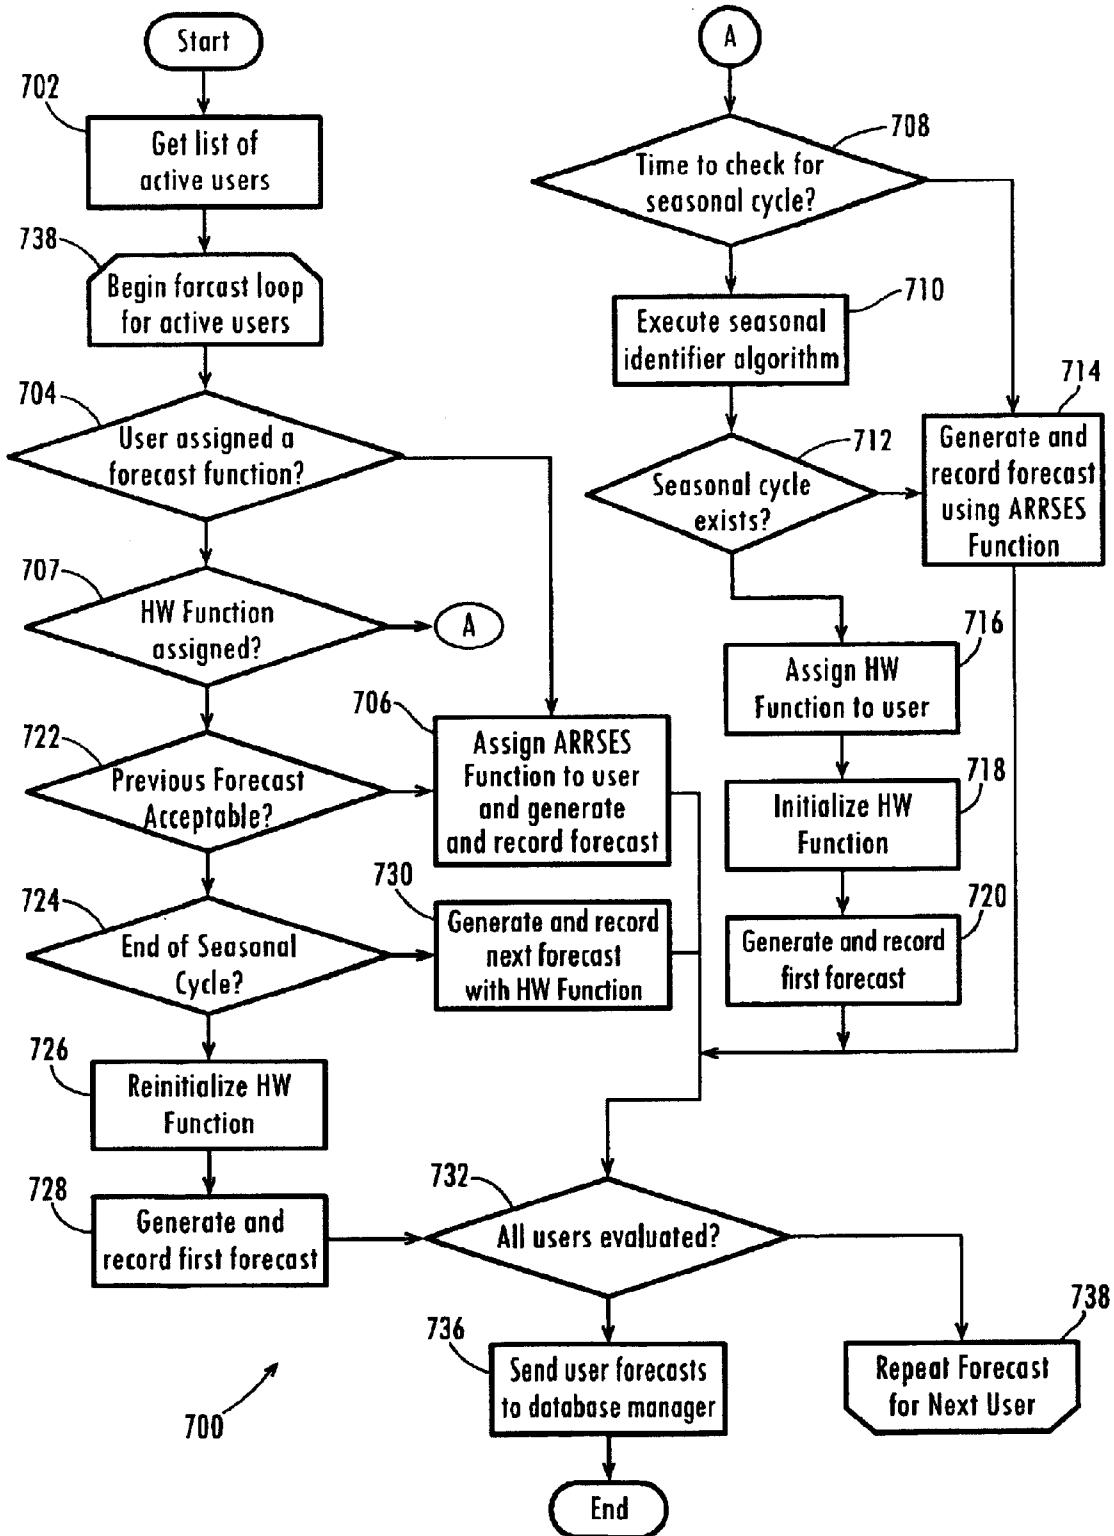 Start
702
Get list of
active users
738
Begin forcast loop
for active users
704
User assigned a
forecast function?
707
HW Function
assigned?
A
722
Previous Forecast
Acceptable?
706
Assign ARRSES
Function to user
and generate
and record forecast
724
End of Seasonal
Cycle?
730
Generate and record
next forecast
with HW Function
726
Reinitialize HW
Function
728
Generate and
record first forecast
A
708
Time to check for
seasonal cycle?
710
Execute seasonal
identifier algorithm
712
Seasonal cycle
exists?
714
Generate and
record forecast
using ARRSES
Function
716
Assign HW
Function to user
718
Initialize HW
Function
720
Generate and record
first forecast
732
All users evaluated?
736
Send user forecasts
to database manager
738
Repeat Forecast
for Next User
700
End